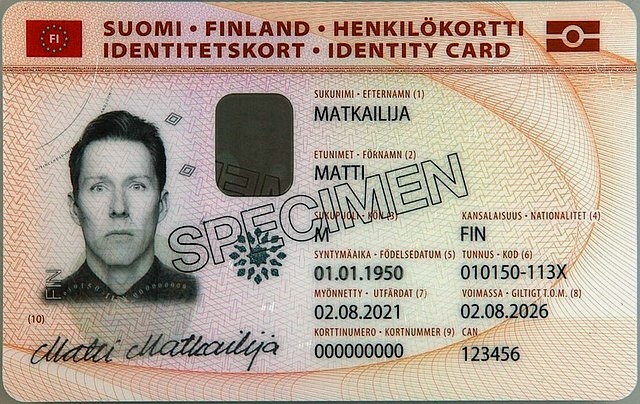 FI
SUOMI • FINLAND • HENKILÖKORTTI
IDENTITETSKORT • IDENTITY CARD
SUKUNIMI • EFTERNAMN (1)
MATKAILIJA
ETUNIMET • FÖRNAMN (2)
MATTI
SPECIMEN
SUKUPUOLI • KÖN (3)
M
KANSALAISUUS • NATIONALITET (4)
FIN
SYNTYMÄAIKA • FÖDELSEDATUM (5)
01.01.1950
TUNNUS • KOD (6)
010150-113X
MYÖNNETTY • UTFÄRDAT (7)
02.08.2021
VOIMASSA • GILTIGT T.O.M. (8)
02.08.2026
KORTTINUMERO • KORTNUMMER (9)
000000000
CAN
123456
FIN
(10)
Matti Matkailija